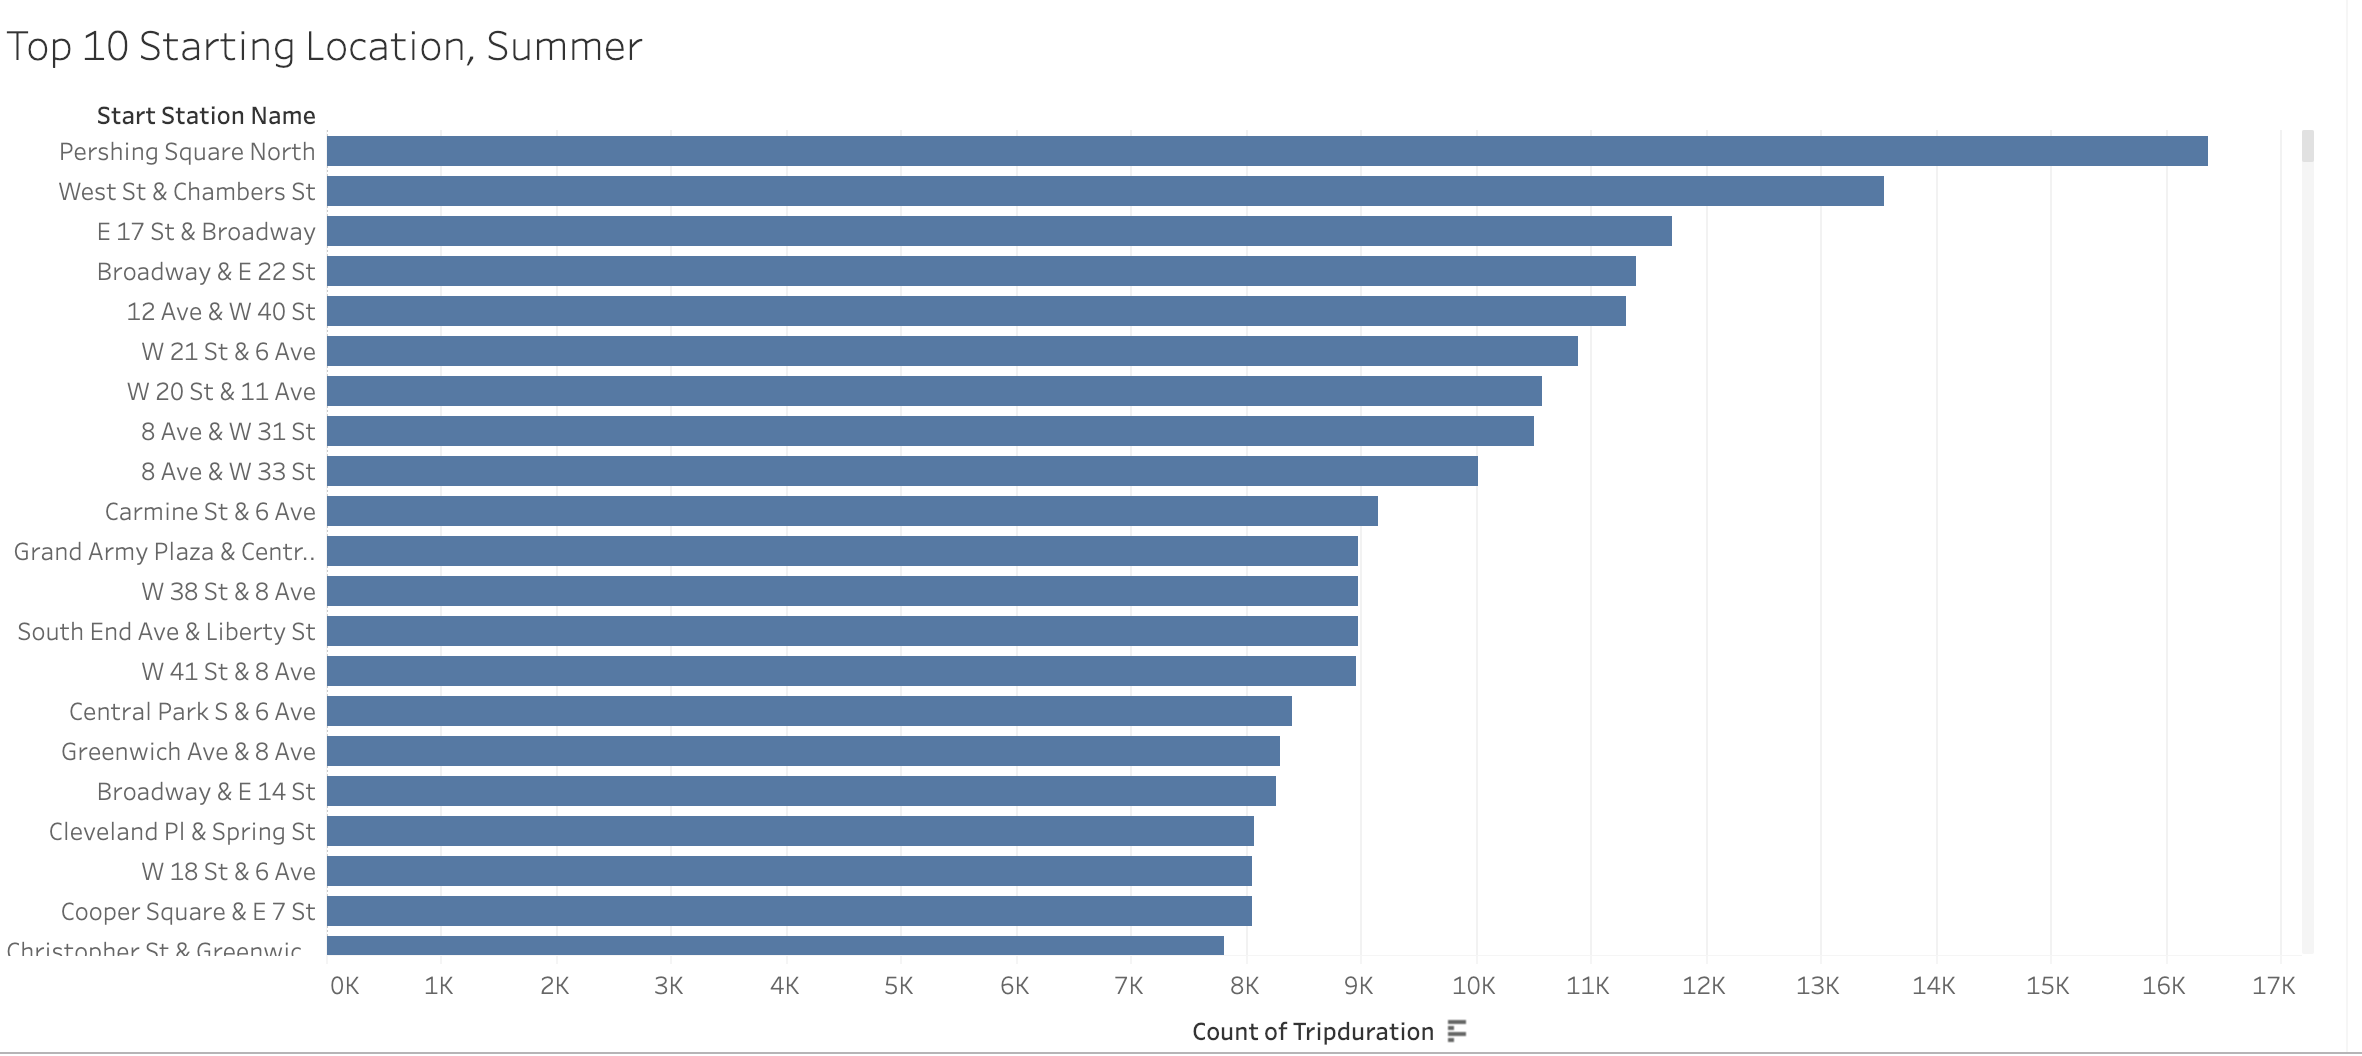 Top 10 Starting Location, Summer
Start Station Name
Pershing Square North
West St & Chambers St
E 17 St & Broadway
Broadway & E 22 St
12 Ave & W 40 St
W 21 St & 6 Ave
W 20 St & 11 Ave
8 Ave & W 31 St
8 Ave & W 33 St
Carmine St & 6 Ave
Grand Army Plaza & Centr..
W 38 St & 8 Ave
South End Ave & Liberty St
W 41 St & 8 Ave
Central Park S & 6 Ave
Greenwich Ave & 8 Ave
Broadway & E 14 St
Cleveland Pl & Spring St
W 18 St & 6 Ave
Cooper Square & E 7 St
Christopher St & Greenwic..
0K 1K 2K 3K 4K 5K 6K 7K 8K 9K 10K 11K 12K 13K 14K 15K 16K 17K
Count of Tripduration